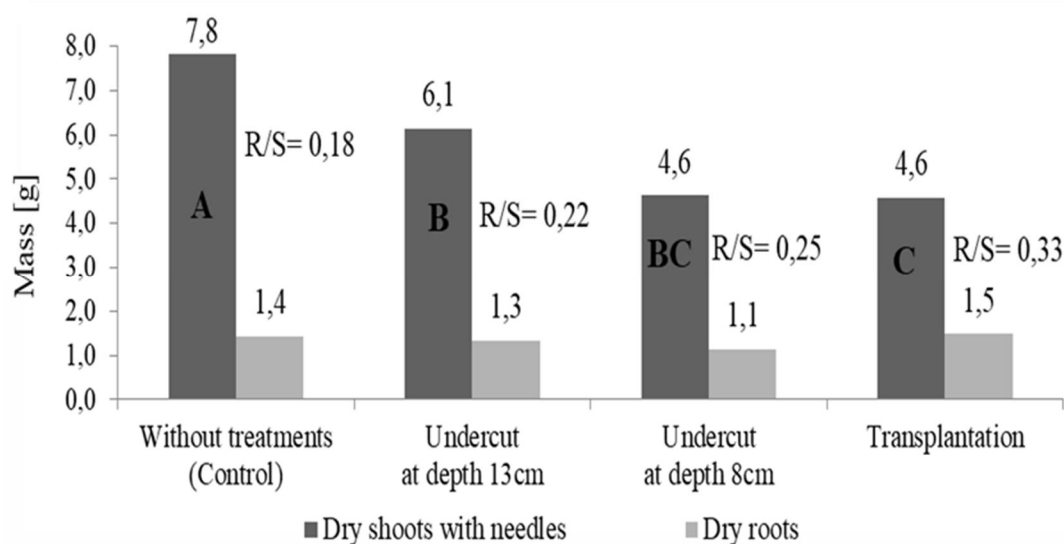 7,8
8,0
7,0
6,0
5,0
4,0
3,0
2,0
1,0
0,0
Mass [g]
6,1
4,6
4,6
R/S= 0,18
R/S= 0,22
R/S= 0,25
R/S= 0,33
A
B
BC
C
1,4
1,3
1,1
1,5
Without treatments
(Control)
Undercut
at depth 13cm
Undercut
at depth 8cm
Transplantation
Dry shoots with needles
Dry roots